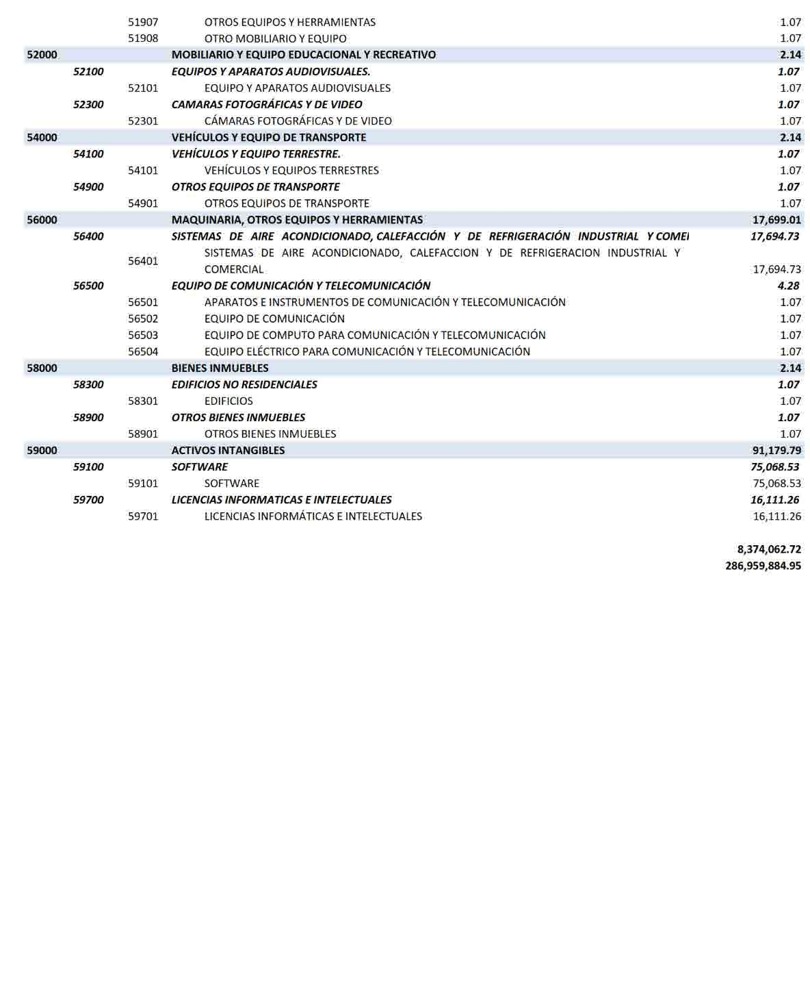 51907 OTROS EQUIPOS Y HERRAMIENTAS 1.07
51908 OTRO MOBILIARIO Y EQUIPO 1.07
52000 MOBILIARIO Y EQUIPO EDUCACIONAL Y RECREATIVO 2.14
52100 EQUIPOS Y APARATOS AUDIOVISUALES. 1.07
52101 EQUIPO Y APARATOS AUDIOVISUALES 1.07
52300 CAMARAS FOTOGRÁFICAS Y DE VIDEO 1.07
52301 CÁMARAS FOTOGRÁFICAS Y DE VIDEO 1.07
54000 VEHÍCULOS Y EQUIPO DE TRANSPORTE 2.14
54100 VEHÍCULOS Y EQUIPO TERRESTRE. 1.07
54101 VEHÍCULOS Y EQUIPOS TERRESTRES 1.07
54900 OTROS EQUIPOS DE TRANSPORTE 1.07
54901 OTROS EQUIPOS DE TRANSPORTE 1.07
56000 MAQUINARIA, OTROS EQUIPOS Y HERRAMIENTAS 17,699.01
56400 SISTEMAS DE AIRE ACONDICIONADO, CALEFACCIÓN Y DE REFRIGERACIÓN INDUSTRIAL Y COMEI 17,694.73
56401 SISTEMAS DE AIRE ACONDICIONADO, CALEFACCION Y DE REFRIGERACION INDUSTRIAL Y
COMERCIAL 17,694.73
56500 EQUIPO DE COMUNICACIÓN Y TELECOMUNICACIÓN 4.28
56501 APARATOS E INSTRUMENTOS DE COMUNICACIÓN Y TELECOMUNICACIÓN 1.07
56502 EQUIPO DE COMUNICACIÓN 1.07
56503 EQUIPO DE COMPUTO PARA COMUNICACIÓN Y TELECOMUNICACIÓN 1.07
56504 EQUIPO ELÉCTRICO PARA COMUNICACIÓN Y TELECOMUNICACIÓN 1.07
58000 BIENES INMUEBLES 2.14
58300 EDIFICIOS NO RESIDENCIALES 1.07
58301 EDIFICIOS 1.07
58900 OTROS BIENES INMUEBLES 1.07
58901 OTROS BIENES INMUEBLES 1.07
59000 ACTIVOS INTANGIBLES 91,179.79
59100 SOFTWARE 75,068.53
59101 SOFTWARE 75,068.53
59700 LICENCIAS INFORMATICAS E INTELECTUALES 16,111.26
59701 LICENCIAS INFORMÁTICAS E INTELECTUALES 16,111.26
8,374,062.72
286,959,884.95